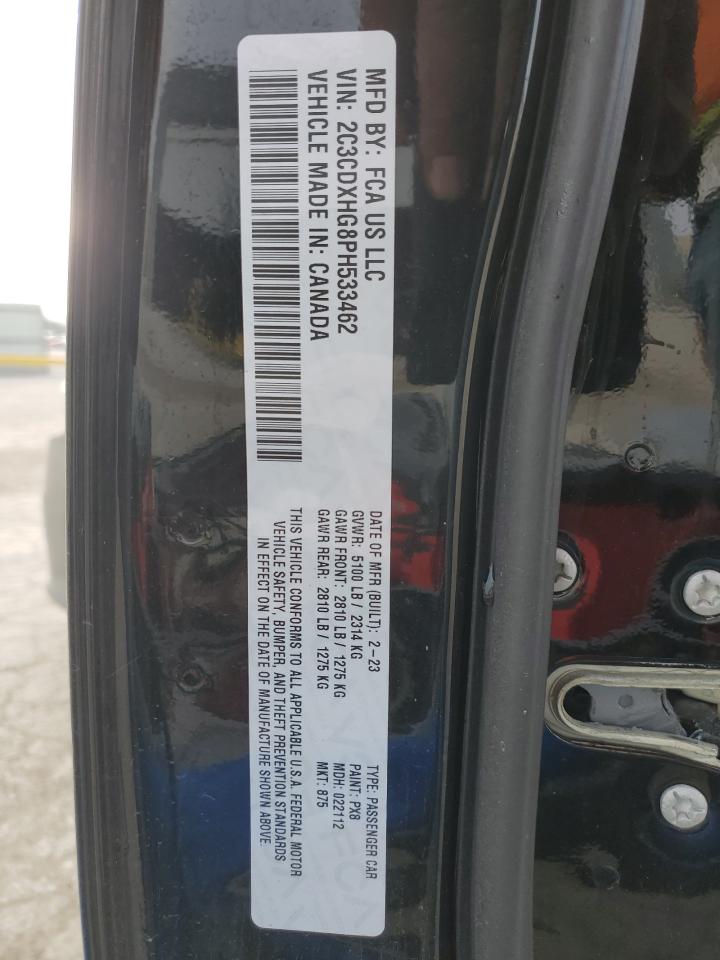 MFD BY: FCA US LLC
VIN: 2C3CDXHG8PH533462
VEHICLE MADE IN: CANADA
DATE OF MFR (BUILT): 2-23
GVWR: 5100 LB / 2314 KG
GAWR FRONT: 2810 LB / 1275 KG
GAWR REAR: 2810 LB / 1275 KG
TYPE: PASSENGER CAR
PAINT: PX8
MDH: 022112
MKT: 875
THIS VEHICLE CONFORMS TO ALL APPLICABLE U.S.A. FEDERAL MOTOR
VEHICLE SAFETY, BUMPER, AND THEFT PREVENTION STANDARDS
IN EFFECT ON THE DATE OF MANUFACTURE SHOWN ABOVE.